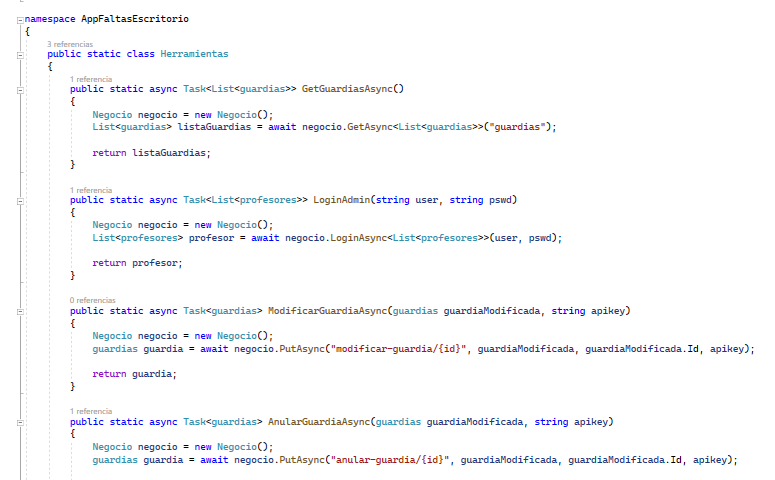 namespace AppFaltasEscritorio
{
3 referencias
public static class Herramientas
{
1 referencia
public static async Task<List<guardias>> GetGuardiasAsync()
{
Negocio negocio = new Negocio();
List<guardias> listaGuardias = await negocio.GetAsync<List<guardias>>("guardias");
return listaGuardias;
}
1 referencia
public static async Task<List<profesores>> LoginAdmin(string user, string pswd)
{
Negocio negocio = new Negocio();
List<profesores> profesor = await negocio.LoginAsync<List<profesores>>(user, pswd);
return profesor;
}
0 referencias
public static async Task<guardias> ModificarGuardiaAsync(guardias guardiaModificada, string apikey)
{
Negocio negocio = new Negocio();
guardias guardia = await negocio.PutAsync("modificar-guardia/{id}", guardiaModificada, guardiaModificada.Id, apikey);
return guardia;
}
1 referencia
public static async Task<guardias> AnularGuardiaAsync(guardias guardiaModificada, string apikey)
{
Negocio negocio = new Negocio();
guardias guardia = await negocio.PutAsync("anular-guardia/{id}", guardiaModificada, guardiaModificada.Id, apikey);